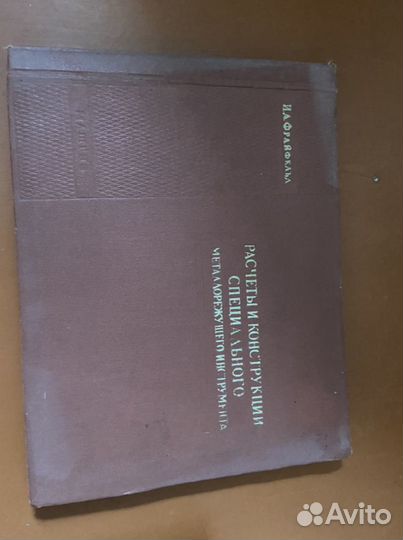 И.А.ФРАЙФЕЛЬД
РАСЧЕТЫ И КОНСТРУКЦИИ
СПЕЦИАЛЬНОГО
МЕТАЛЛОРЕЖУЩЕГО ИНСТРУМЕНТА
Avito